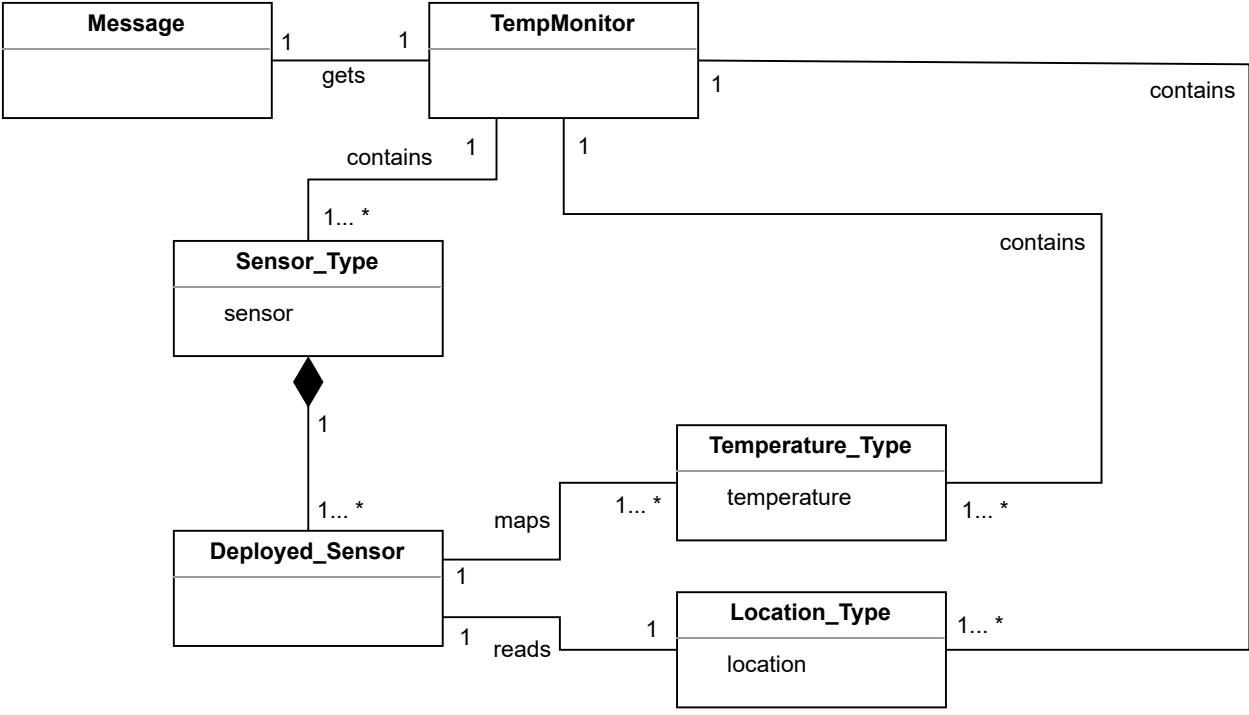 Message
TempMonitor
1
1
gets
1
contains
contains
1
1
1... *
contains
Sensor_Type
sensor
1
1... *
Temperature_Type
temperature
1... *
1... *
maps
Deployed_Sensor
1
1
reads
1
Location_Type
location
1... *